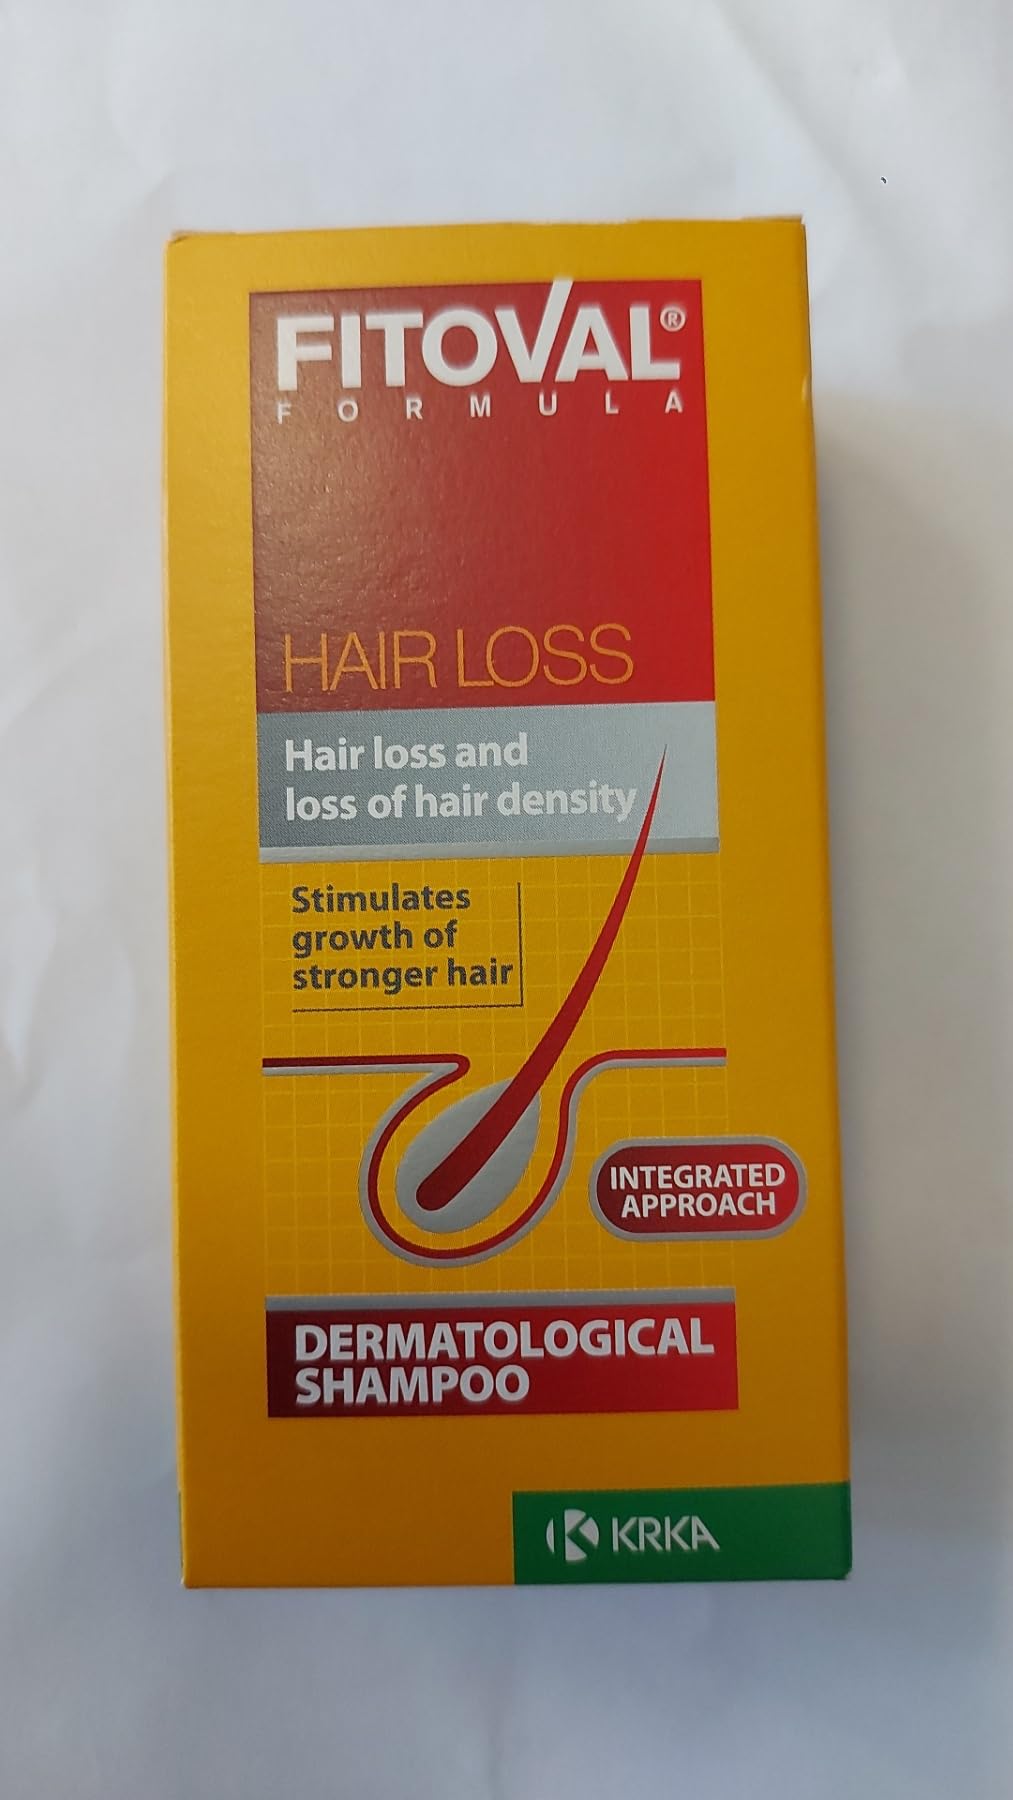 FITOVAL®
FORMULA
HAIR LOSS
Hair loss and
loss of hair density
Stimulates
growth of
stronger hair
INTEGRATED
APPROACH
DERMATOLOGICAL
SHAMPOO
KRKA